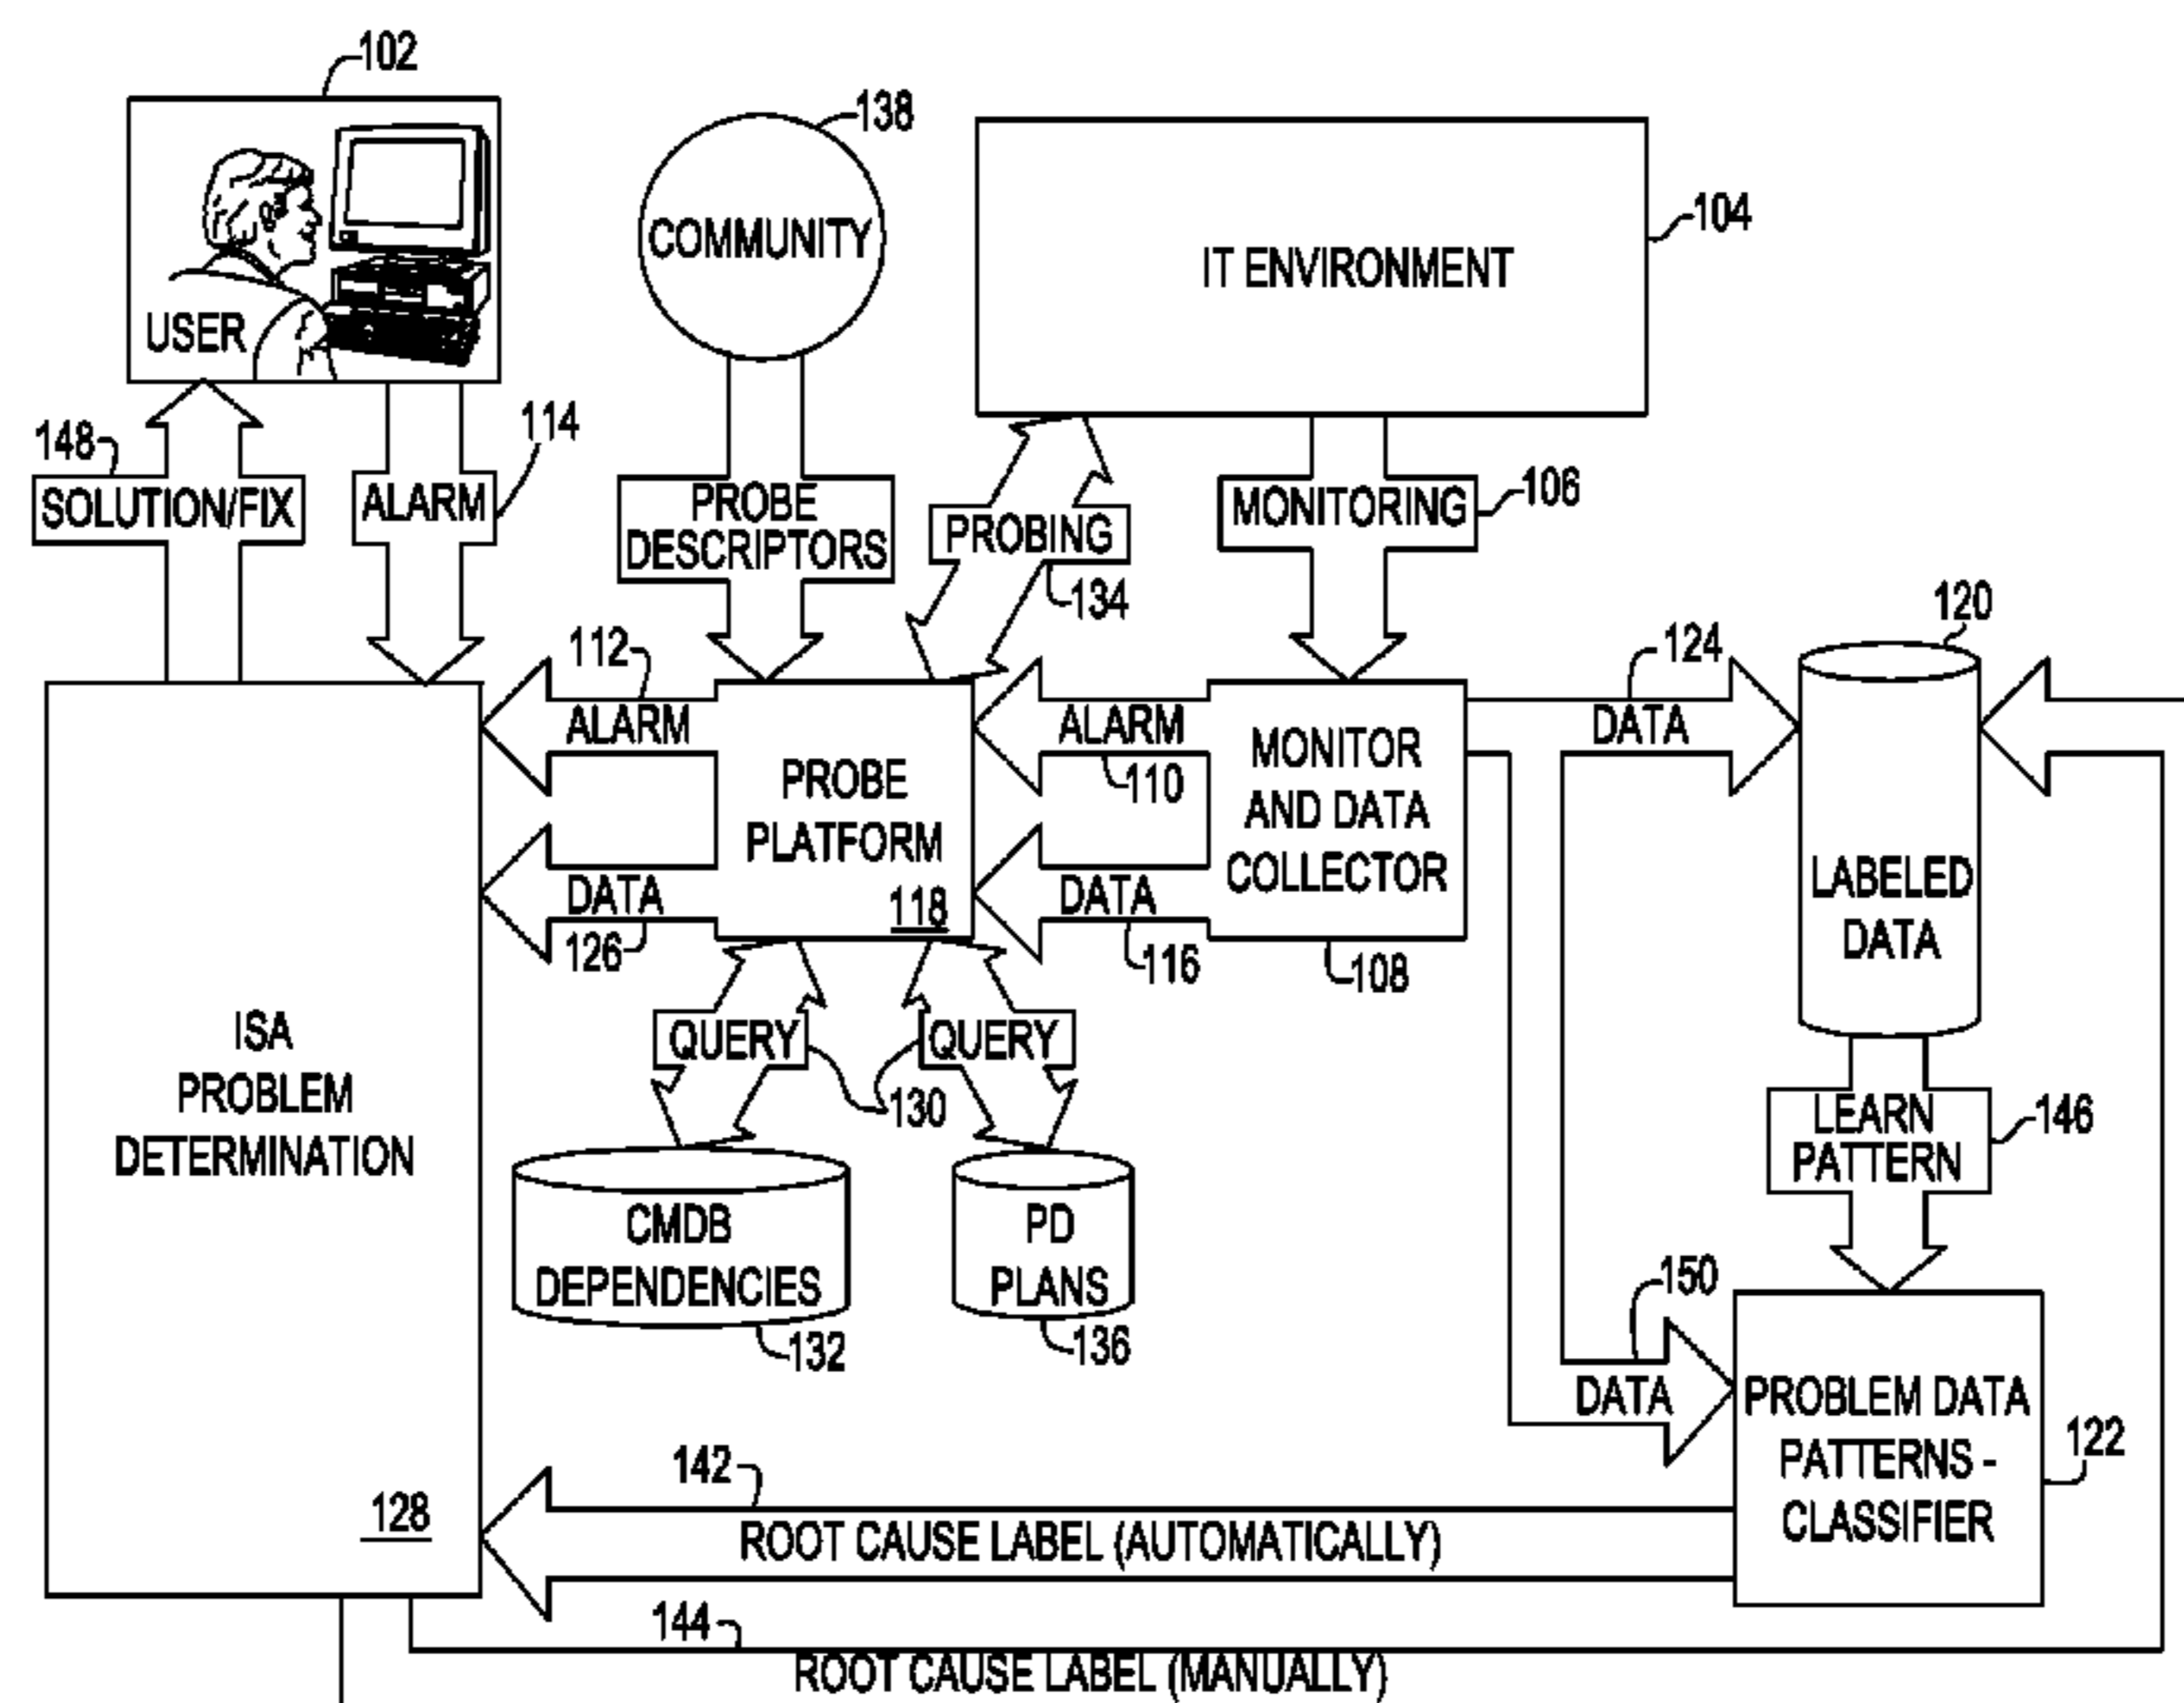 102
138
104
COMMUNITY
IT ENVIRONMENT
USER
148
114
106
SOLUTION/FIX
ALARM
PROBE
DESCRIPTORS
PROBING
MONITORING
134
120
112
124
ALARM
ALARM
DATA
110
PROBE
PLATFORM
118
MONITOR
AND DATA
COLLECTOR
LABELED
DATA
DATA
126
DATA
116
108
ISA
PROBLEM
DETERMINATION
QUERY
QUERY
130
LEARN
PATTERN
146
CMDB
DEPENDENCIES
PD
PLANS
132
136
150
DATA
PROBLEM DATA
PATTERNS -
CLASSIFIER
122
142
128
ROOT CAUSE LABEL (AUTOMATICALLY)
144
ROOT CAUSE LABEL (MANUALLY)